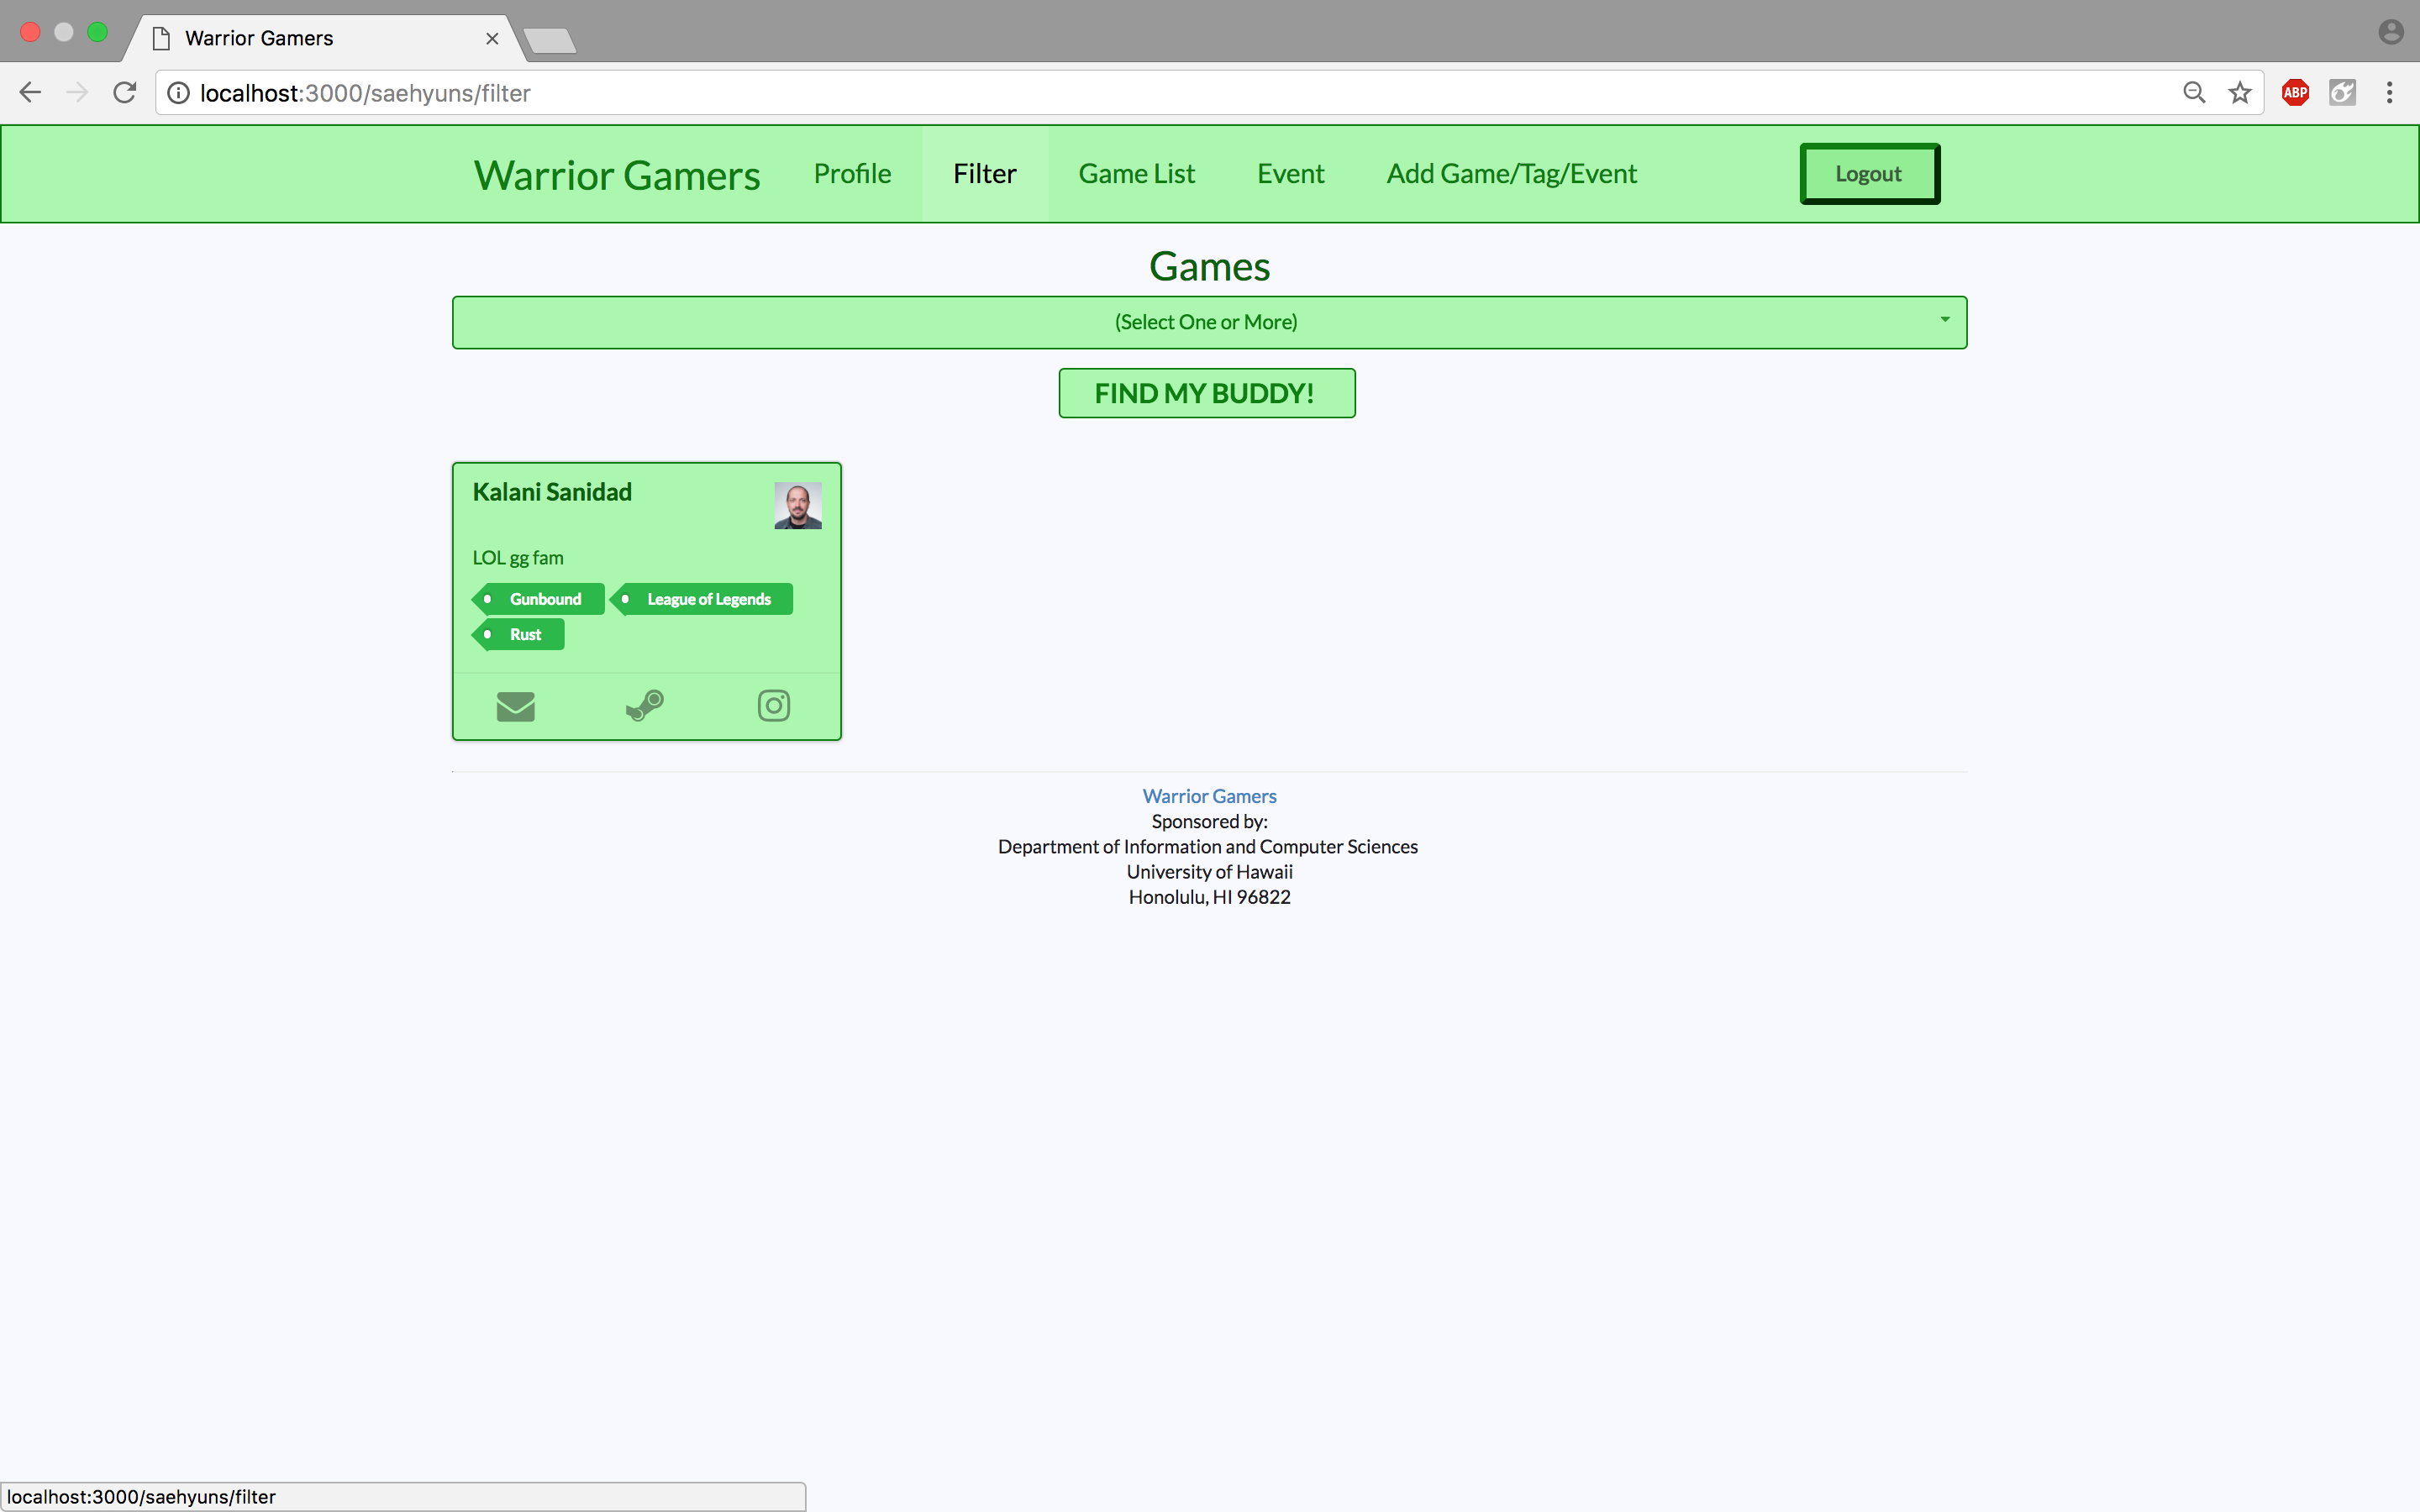 Warrior Gamers
localhost:3000/saehyuns/filter
ABP
Warrior Gamers Profile Filter Game List Event Add Game/Tag/Event Logout
Games
(Select One or More)
FIND MY BUDDY!
Kalani Sanidad
LOL gg fam
Gunbound League of Legends
Rust
Warrior Gamers
Sponsored by:
Department of Information and Computer Sciences
University of Hawaii
Honolulu, HI 96822
localhost:3000/saehyuns/filter